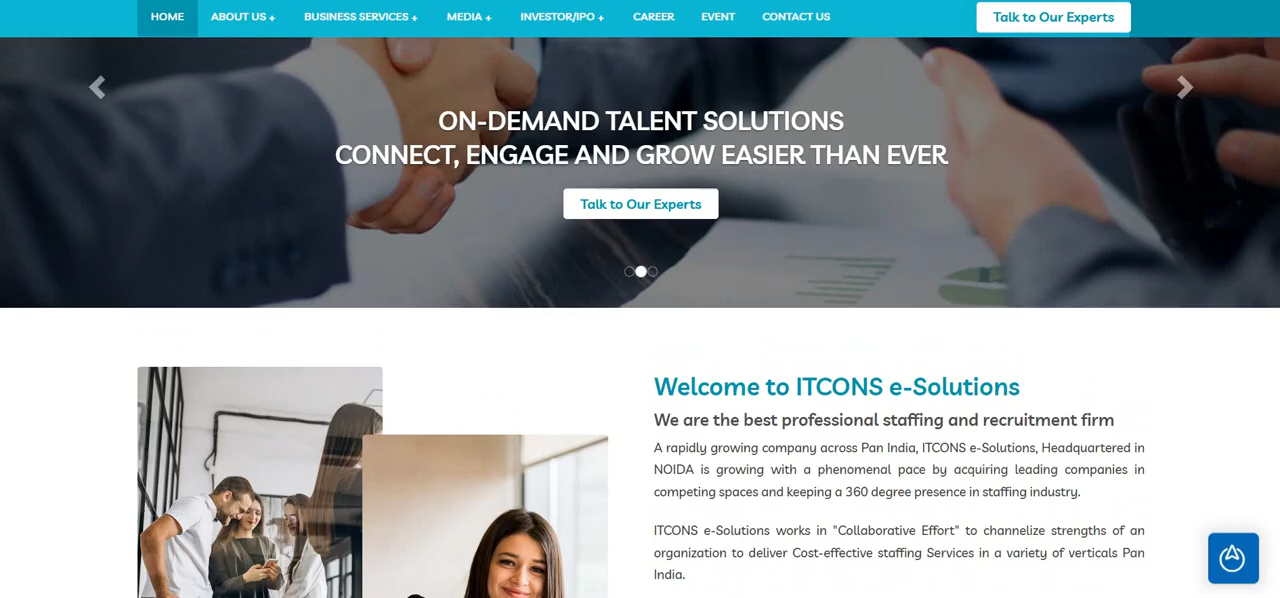 HOME ABOUT US + BUSINESS SERVICES + MEDIA + INVESTOR/IPO + CAREER EVENT CONTACT US Talk to Our Experts
ON-DEMAND TALENT SOLUTIONS
CONNECT, ENGAGE AND GROW EASIER THAN EVER
Talk to Our Experts
Welcome to ITCONS e-Solutions
We are the best professional staffing and recruitment firm
A rapidly growing company across Pan India, ITCONS e-Solutions, Headquartered in
NOIDA is growing with a phenomenal pace by acquiring leading companies in
competing spaces and keeping a 360 degree presence in staffing industry.
ITCONS e-Solutions works in "Collaborative Effort" to channelize strengths of an
organization to deliver Cost-effective staffing Services in a variety of verticals Pan
India.